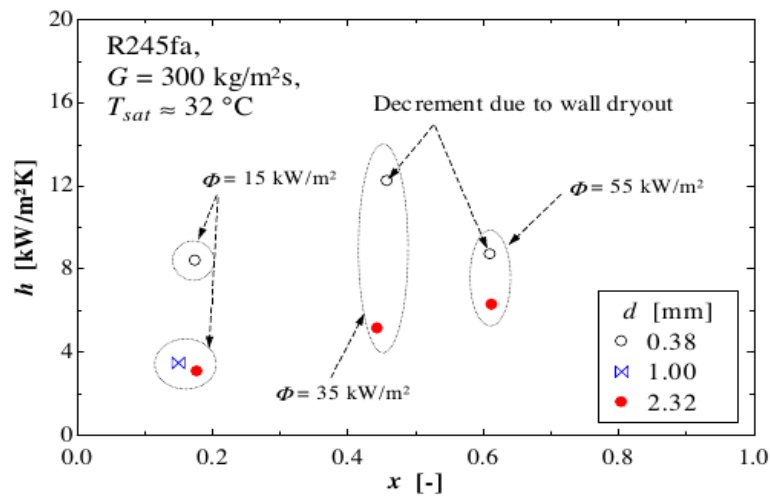 20
16
12
8
4
0
h [kW/m²K]
R245fa,
G = 300 kg/m²s,
T_sat ≈ 32 °C
Decrement due to wall dryout
Φ = 15 kW/m²
Φ = 55 kW/m²
Φ = 35 kW/m²
d [mm]
0.38
1.00
2.32
0.0 0.2 0.4 0.6 0.8 1.0
x [-]